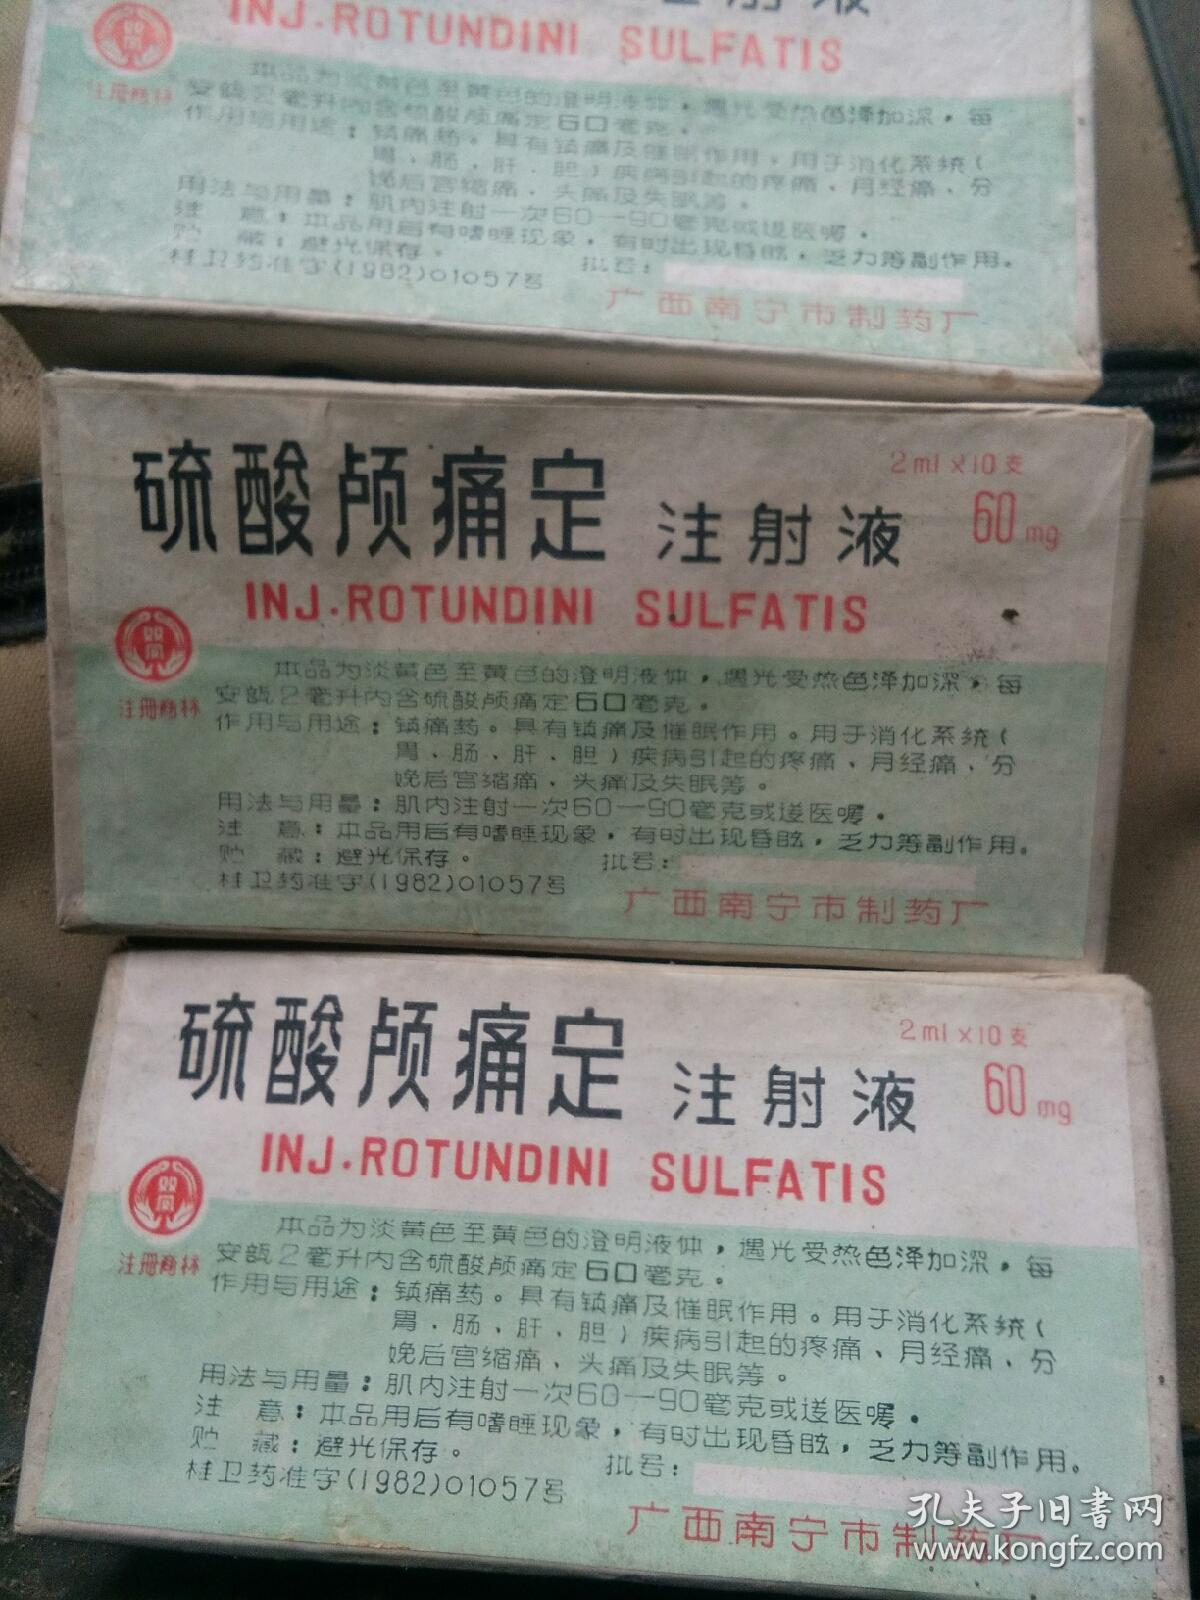 注射液
INJ.ROTUNDINI SULFATIS
注册商标
本品为淡黄色至黄色的澄明液体，遇光受热色泽加深，每
安瓿2毫升内含硫酸颅痛定60毫克。
作用与用途：镇痛药。具有镇痛及催眠作用，用于消化系统(
胃、肠、肝、胆)疾病引起的疼痛、月经痛、分
娩后宫缩痛、头痛及失眠等。
用法与用量：肌内注射一次60—90毫克或遵医嘱。
注 意：本品用后有嗜睡现象，有时出现昏眩，乏力等副作用。
贮 藏：避光保存。 批号：
桂卫药准字(1982)01057号
广西南宁市制药厂
硫酸颅痛定 注射液 2ml×10支
60mg
INJ.ROTUNDINI SULFATIS
双凤
注册商标
本品为淡黄色至黄色的澄明液体，遇光受热色泽加深，每
安瓿2毫升内含硫酸颅痛定60毫克。
作用与用途：镇痛药。具有镇痛及催眠作用。用于消化系统(
胃、肠、肝、胆)疾病引起的疼痛、月经痛、分
娩后宫缩痛、头痛及失眠等。
用法与用量：肌内注射一次60—90毫克或遵医嘱。
注 意：本品用后有嗜睡现象，有时出现昏眩，乏力等副作用。
贮 藏：避光保存。 批号：
桂卫药准字(1982)01057号
广西南宁市制药厂
硫酸颅痛定 注射液 2ml×10支
60mg
INJ.ROTUNDINI SULFATIS
双凤
注册商标
本品为淡黄色至黄色的澄明液体，遇光受热色泽加深，每
安瓿2毫升内含硫酸颅痛定60毫克。
作用与用途：镇痛药。具有镇痛及催眠作用。用于消化系统(
胃、肠、肝、胆)疾病引起的疼痛、月经痛、分
娩后宫缩痛、头痛及失眠等。
用法与用量：肌内注射一次60—90毫克或遵医嘱。
注 意：本品用后有嗜睡现象，有时出现昏眩，乏力等副作用。
贮 藏：避光保存。 批号：
桂卫药准字(1982)01057号
广西南宁市制药厂
孔夫子旧书网
www.kongfz.com